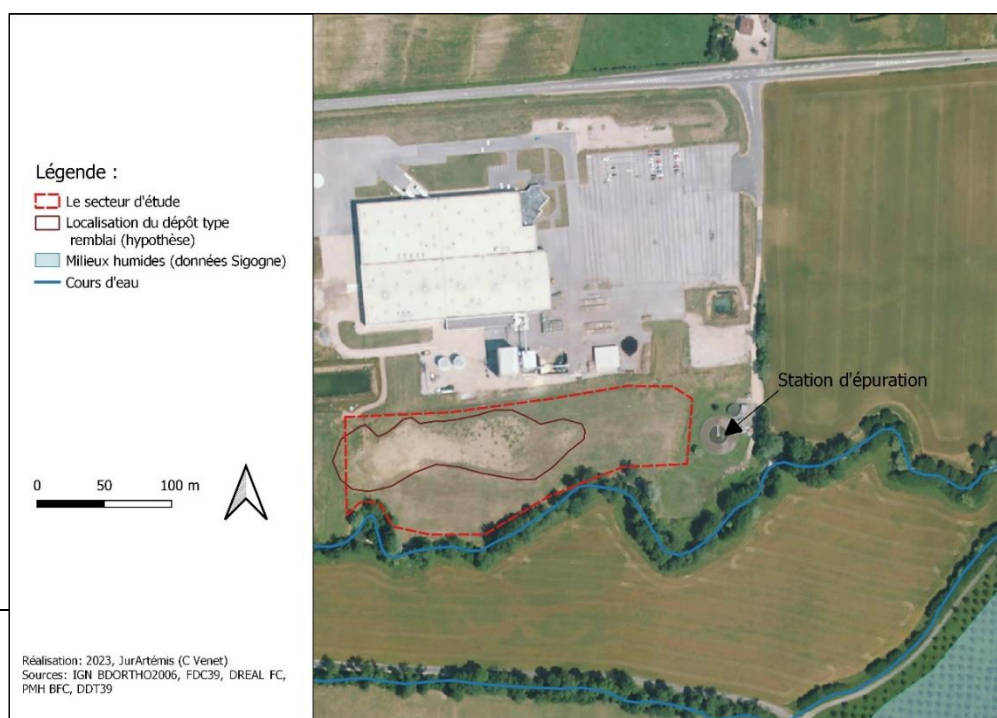 Légende :
Le secteur d'étude
Localisation du dépôt type
remblai (hypothèse)
Milieux humides (données Sigogne)
Cours d'eau
Station d'épuration
0 50 100 m
Réalisation: 2023, JurArtémis (C Venet)
Sources: IGN BDORTHO2006, FDC39, DREAL FC,
PMH BFC, DDT39